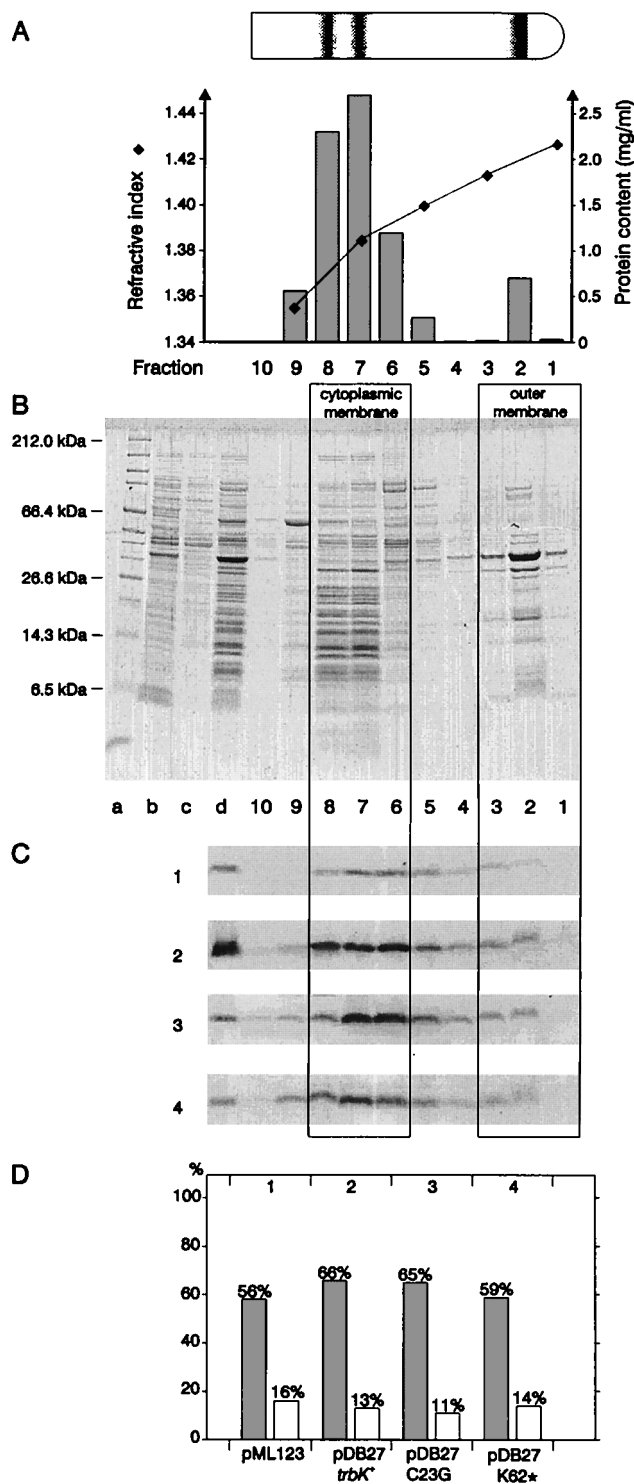 A
Refractive index ◆
1.44
1.42
1.40
1.38
1.36
1.34
2.5
2.0
1.5
1.0
0.5
0
Protein content (mg/ml)
Fraction 10 9 8 7 6 5 4 3 2 1
B
cytoplasmic
membrane
outer
membrane
212.0 kDa
66.4 kDa
26.6 kDa
14.3 kDa
6.5 kDa
a b c d 10 9 8 7 6 5 4 3 2 1
C
1
2
3
4
D
%
100
80
60
40
20
0
1 2 3 4
56% 16% 66% 13% 65% 11% 59% 14%
pML123 pDB27 pDB27 pDB27
trbK+ C23G K62*